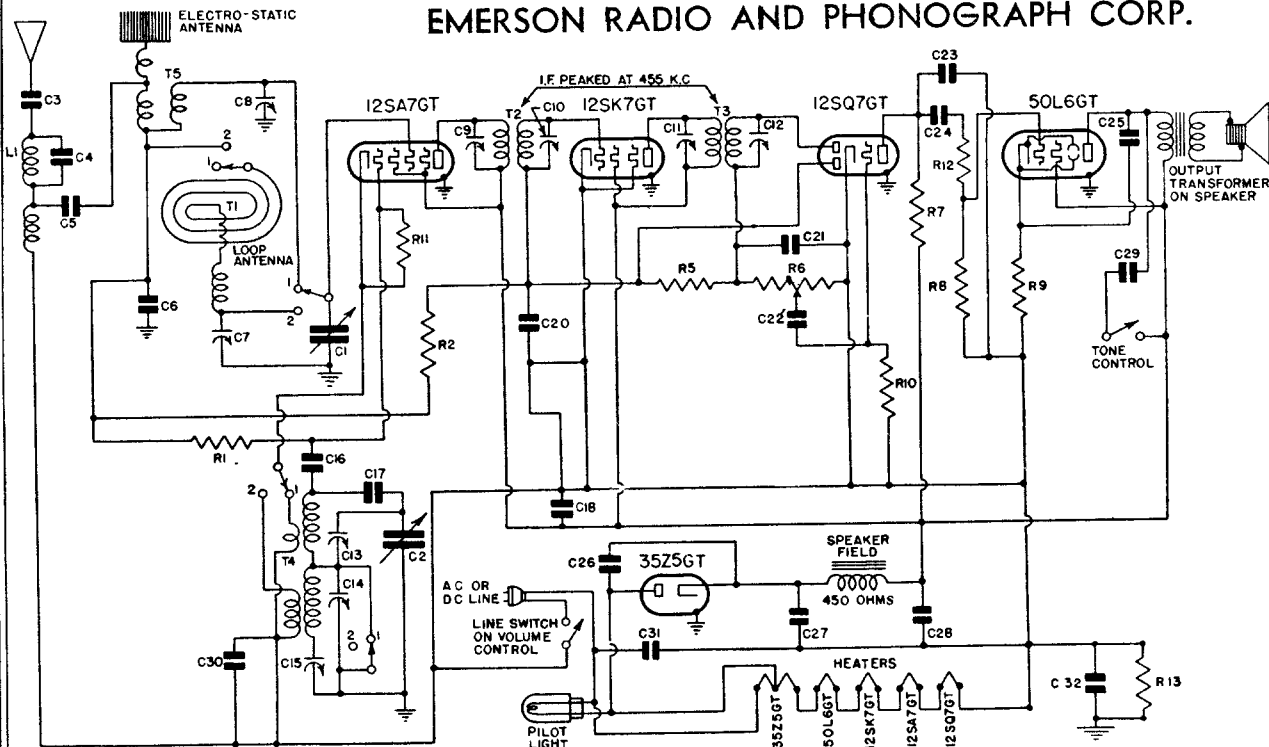 EMERSON RADIO AND PHONOGRAPH CORP.
ELECTRO-STATIC
ANTENNA
I.F. PEAKED AT 455 K.C
12SA7GT
12SK7GT
12SQ7GT
50L6GT
C3
T5
C8
C9
T2
C10
C11
T3
C12
C23
C24
C25
L1
C4
C5
2
1
T1
LOOP
ANTENNA
R11
R12
R7
OUTPUT
TRANSFORMER
ON SPEAKER
C21
R5
R6
C22
R8
R9
C29
C6
1
2
C7
C1
R2
C20
R10
TONE
CONTROL
R1
C16
C17
2
1
C18
T4
C13
C2
C14
C26
35Z5GT
SPEAKER
FIELD
450 OHMS
A C OR
D C LINE
LINE SWITCH
ON VOLUME
CONTROL
C27
C28
2
1
C30
C15
C31
HEATERS
C 32
R13
PILOT
LIGHT
35Z5GT
50L6GT
12SK7GT
12SA7GT
12SQ7GT